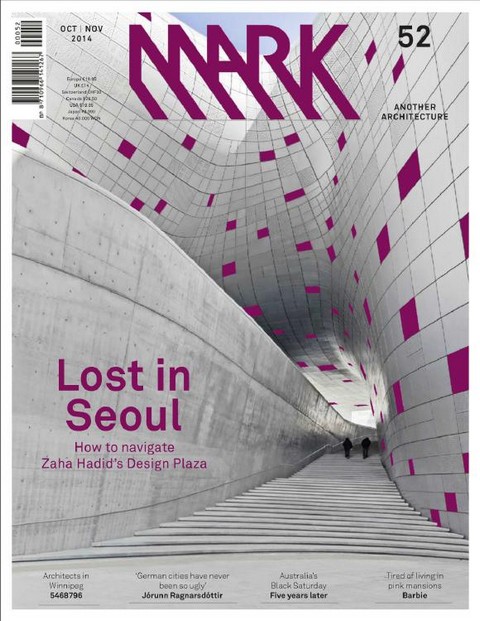 OCT | NOV
2014
MARK
52
ANOTHER
ARCHITECTURE
00052
Lost in
Seoul
How to navigate
Zaha Hadid's Design Plaza
Architects in
Winnipeg
5468796
'German cities have never
been so ugly'
Jórunn Ragnarsdóttir
Australia's
Black Saturday
Five years later
Tired of living in
pink mansions
Barbie